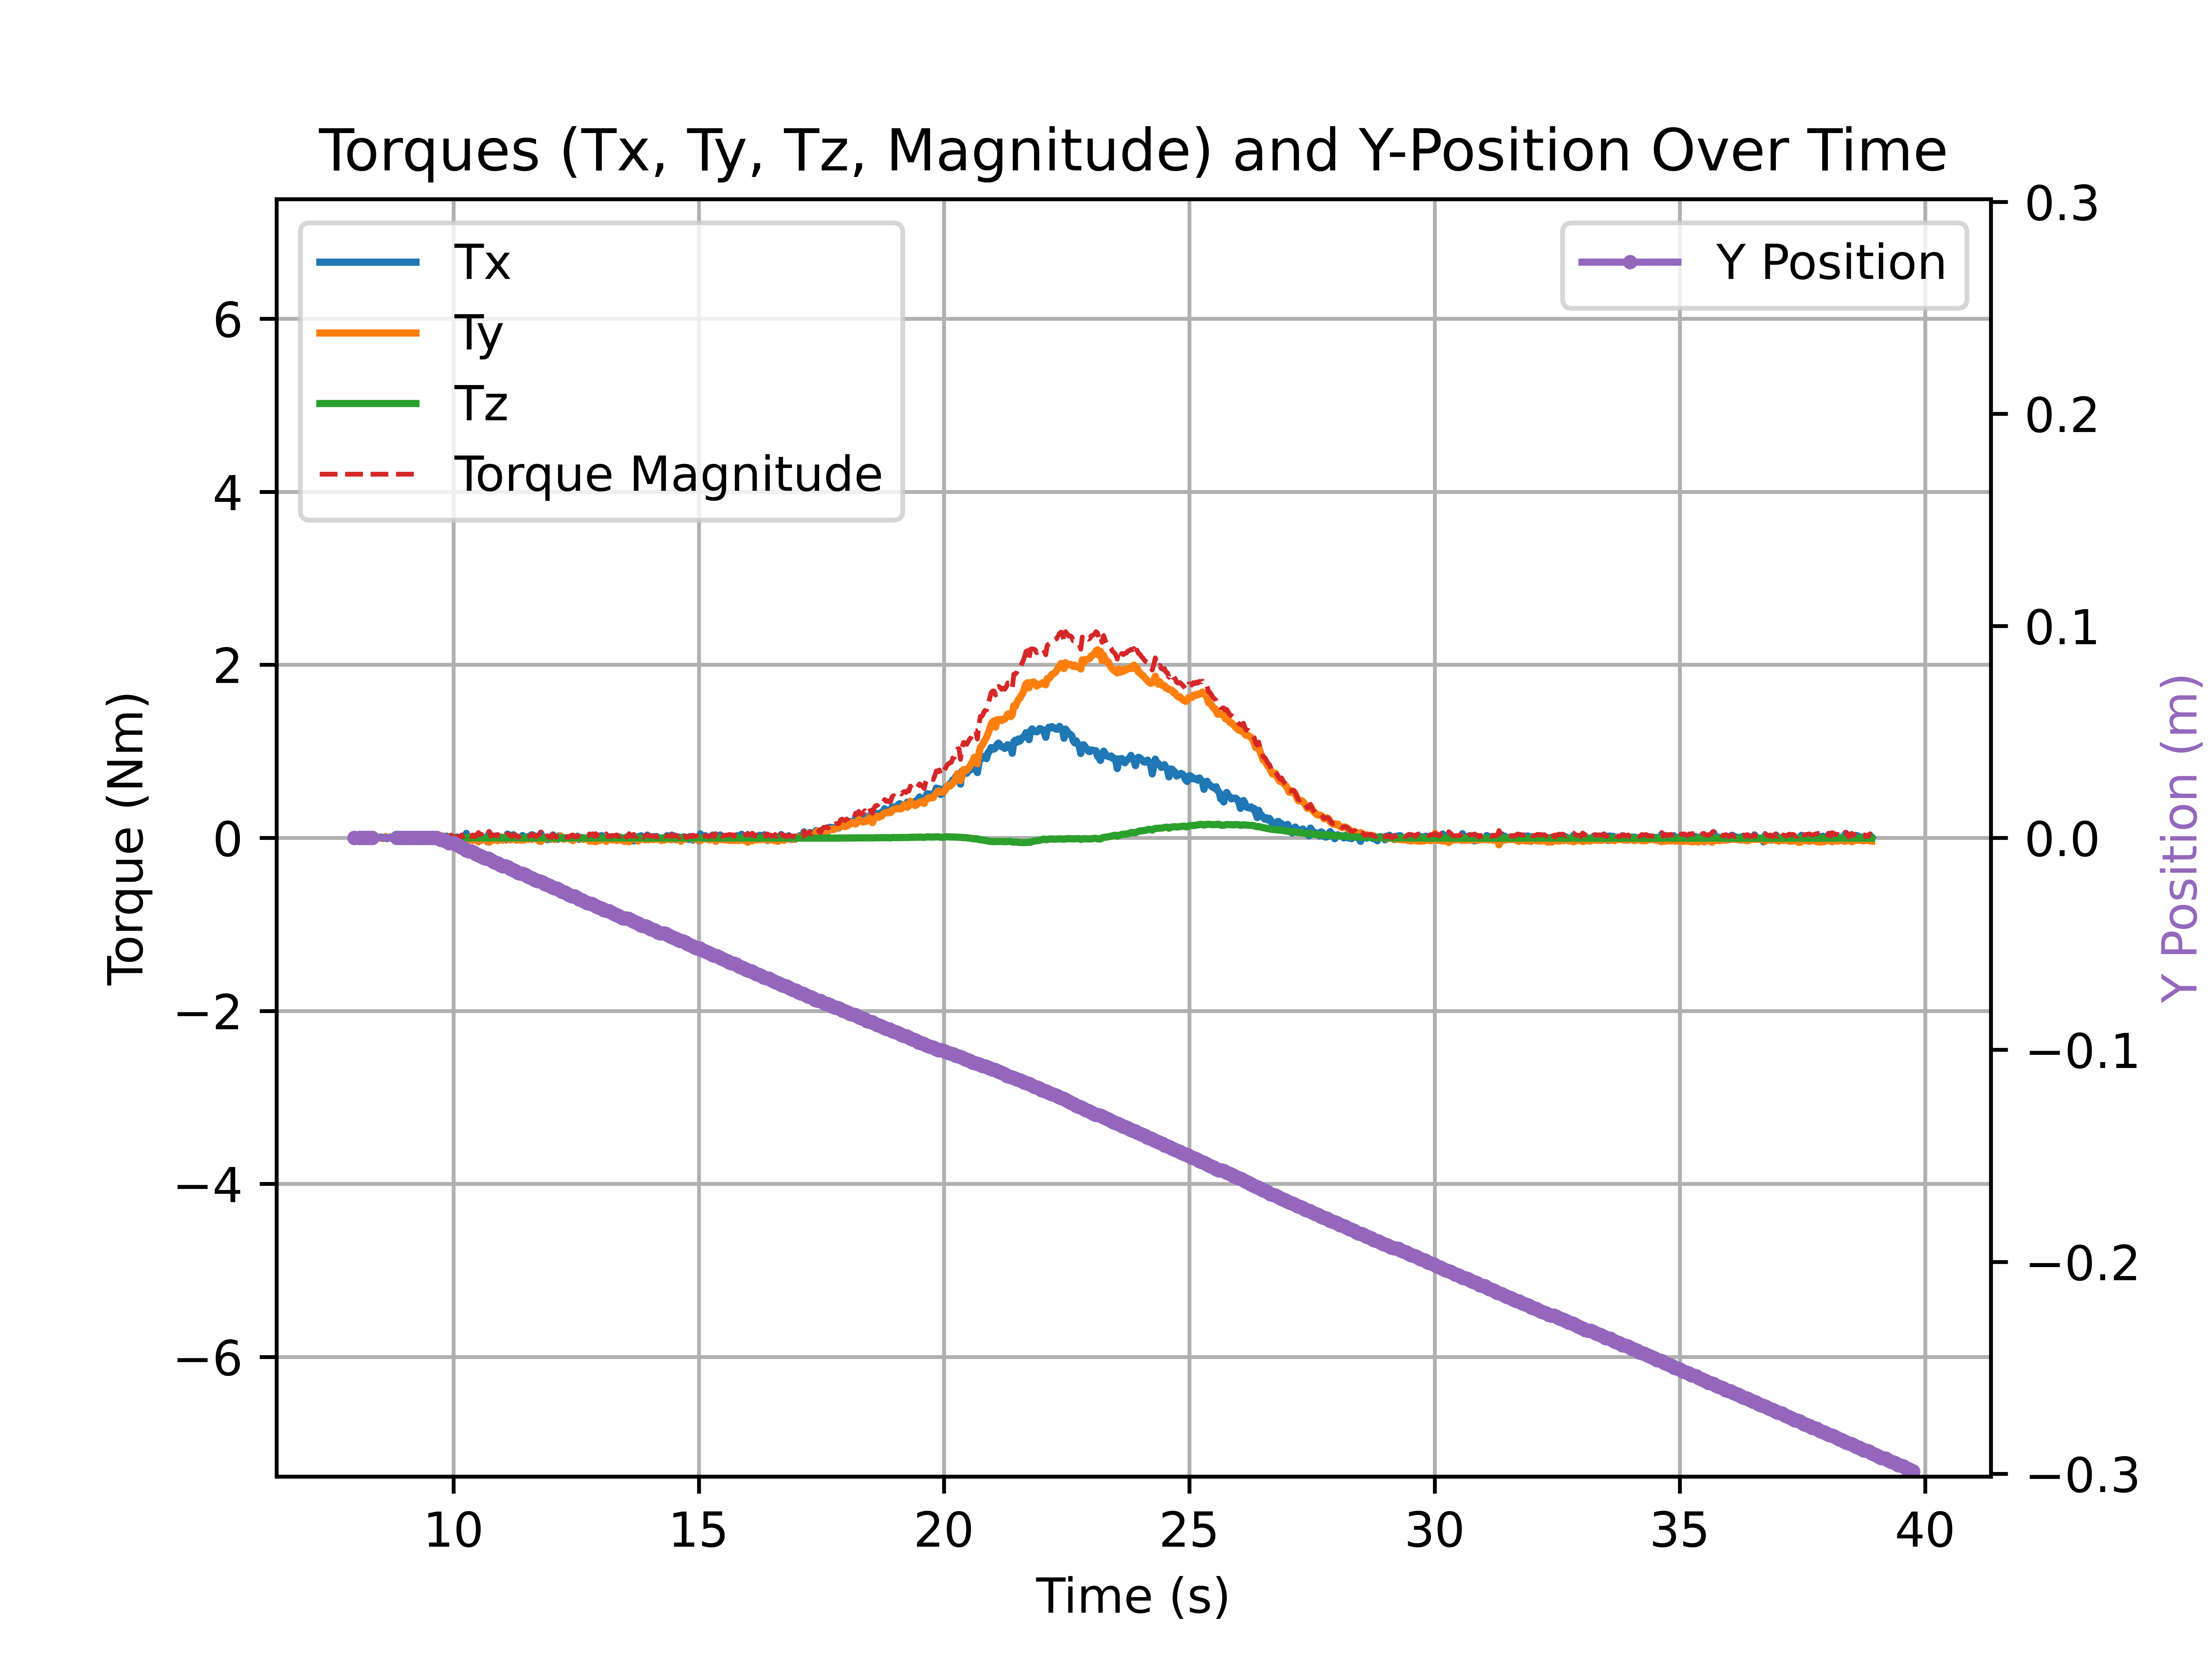 Torques (Tx, Ty, Tz, Magnitude) and Y-Position Over Time
Tx
Ty
Tz
Torque Magnitude
Y Position
6
4
2
0
−2
−4
−6
Torque (Nm)
0.3
0.2
0.1
0.0
−0.1
−0.2
−0.3
Y Position (m)
10 15 20 25 30 35 40
Time (s)